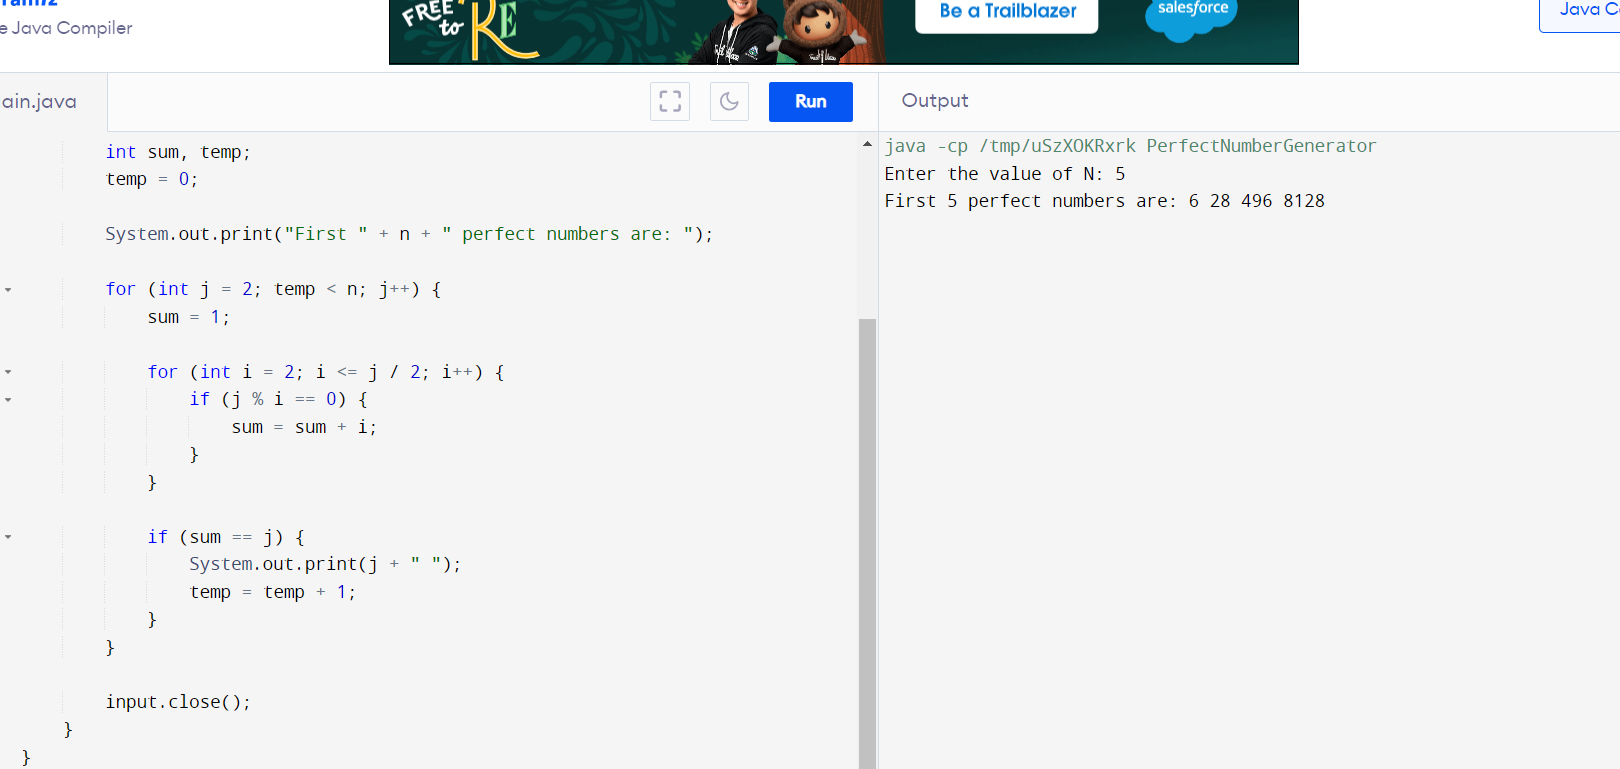 e Java Compiler
FREE
to
RE
Be a Trailblazer
salesforce
Java C
ain.java
Run
Output
int sum, temp;
temp = 0;
System.out.print("First " + n + " perfect numbers are: ");
for (int j = 2; temp < n; j++) {
sum = 1;
for (int i = 2; i <= j / 2; i++) {
if (j % i == 0) {
sum = sum + i;
}
}
if (sum == j) {
System.out.print(j + " ");
temp = temp + 1;
}
}
input.close();
}
}
java -cp /tmp/uSzXOKRxrk PerfectNumberGenerator
Enter the value of N: 5
First 5 perfect numbers are: 6 28 496 8128